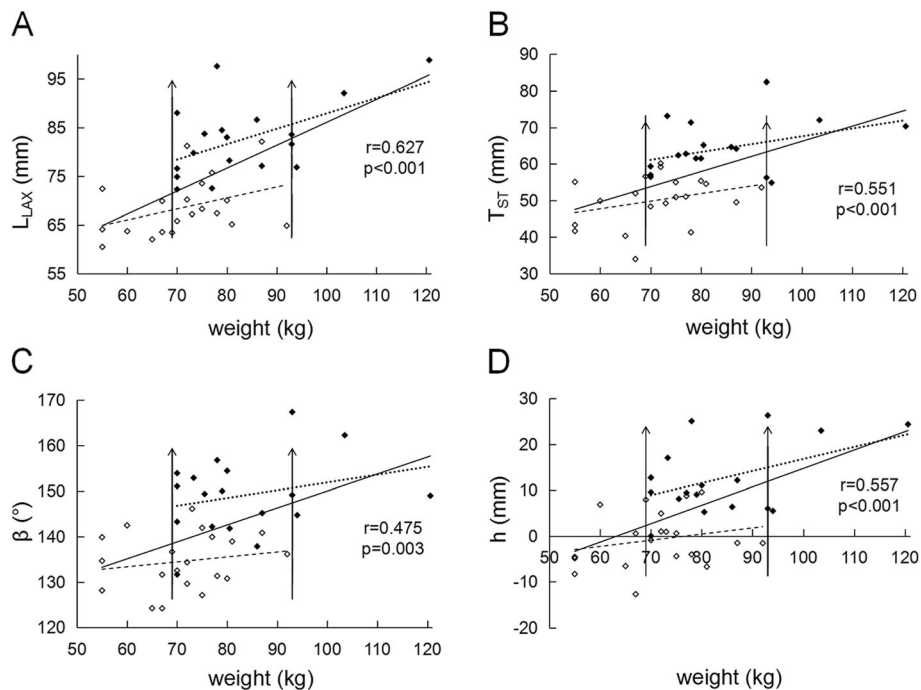 A
95
85
75
65
55
L_LAX (mm)
r=0.627
p<0.001
50 60 70 80 90 100 110 120
weight (kg)
B
90
80
70
60
50
40
30
T_ST (mm)
r=0.551
p<0.001
50 60 70 80 90 100 110 120
weight (kg)
C
170
160
150
140
130
120
β (°)
r=0.475
p=0.003
50 60 70 80 90 100 110 120
weight (kg)
D
30
20
10
0
-10
-20
h (mm)
r=0.557
p<0.001
50 60 70 80 90 100 110 120
weight (kg)